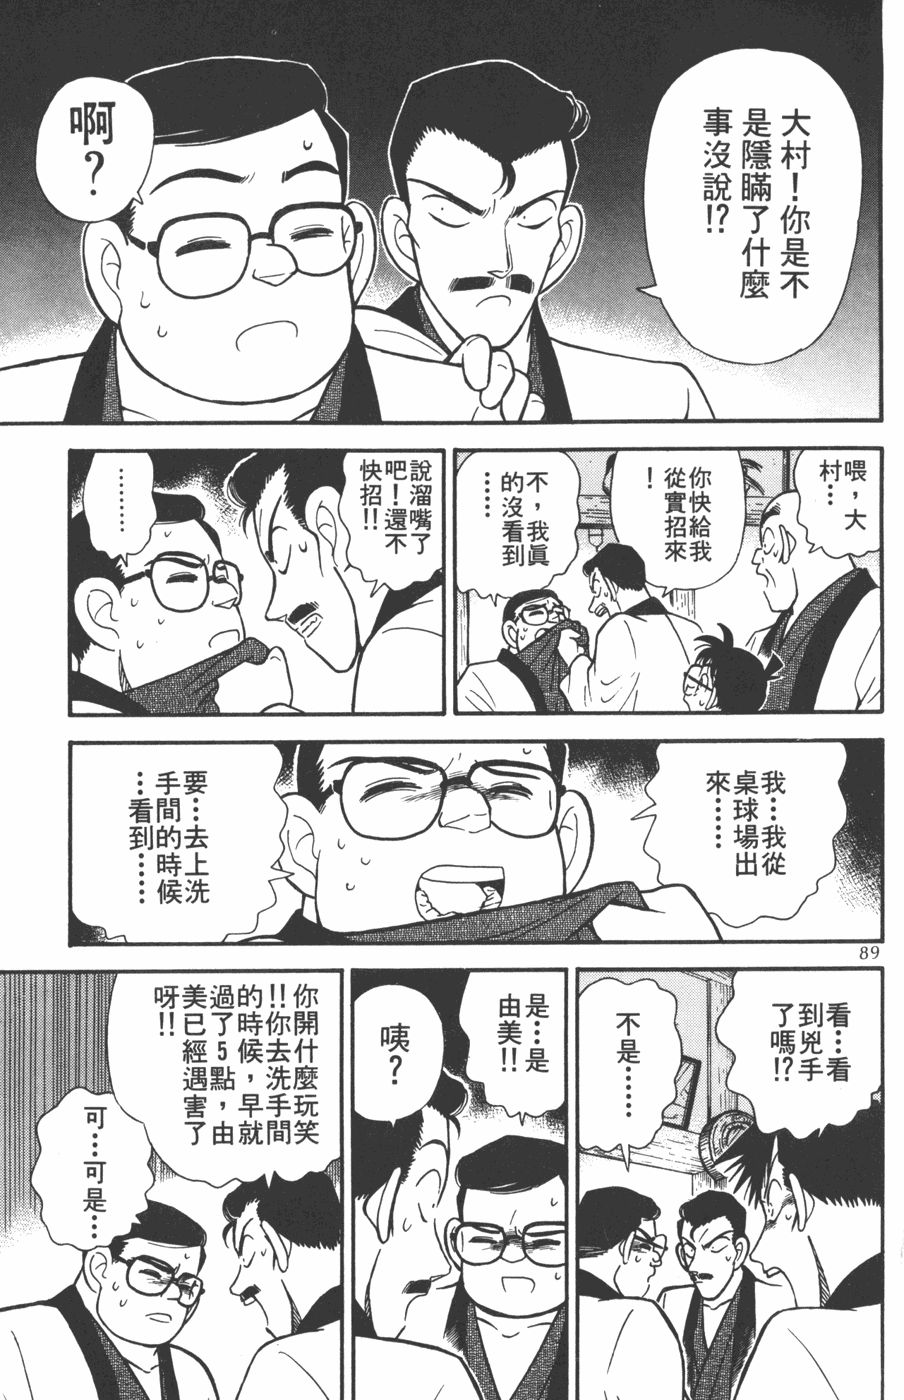 大村！你是不
是隱瞞了什麼
事沒說!?
啊？
喂，大
村……
你快給我
從實招來
！
不，我眞
的沒看到
……
說溜嘴了
吧！還不
快招!!
………
我…我從
桌球場出
來……
要…去上洗
手間的時候
…看到……
89
看…看
到兇手
了嗎!?
不是……
是…是
由美!!
咦？
你開什麼玩笑
!!你去洗手間
的時候，早就
過了5點，由
美已經遇害了
呀!!
可…可是…